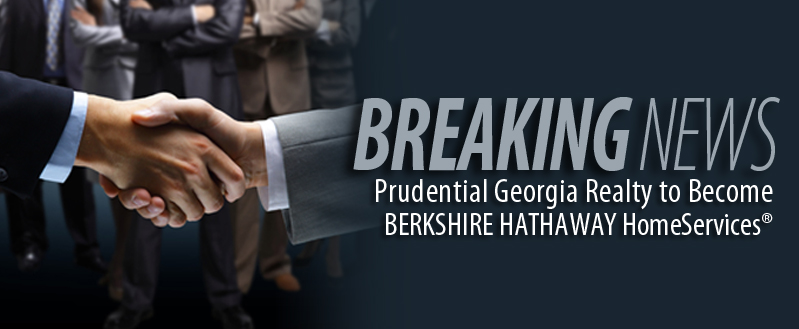 BREAKING NEWS
Prudential Georgia Realty to Become
BERKSHIRE HATHAWAY HomeServices®